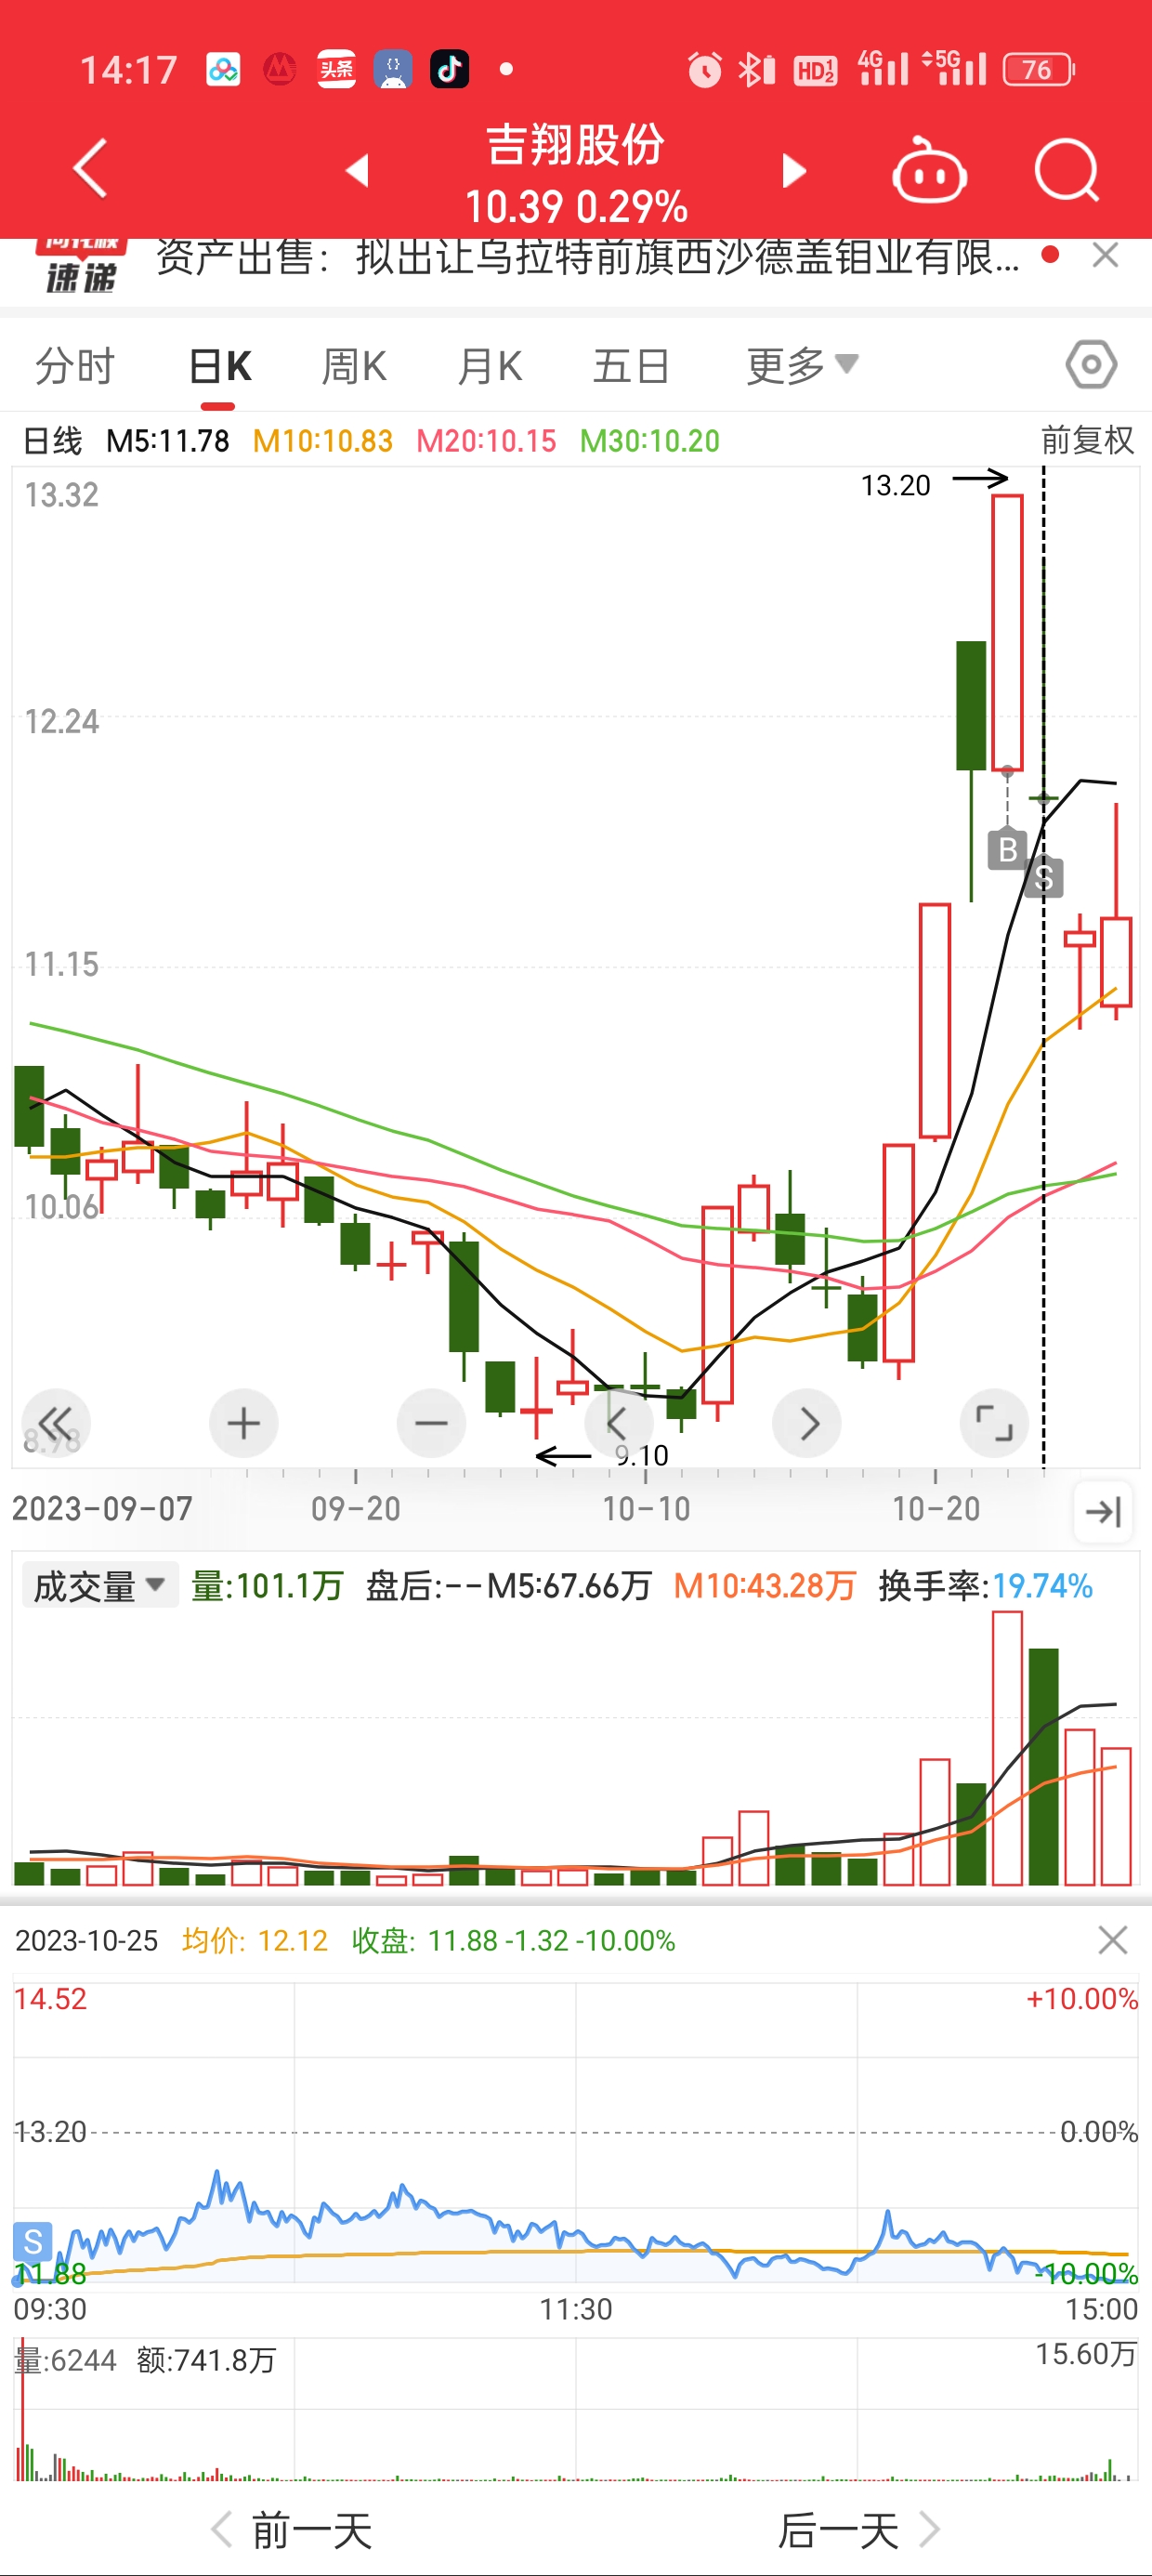 14:17 头条 HD 1 2 4G 5G 76
吉翔股份
10.39 0.29%
速递 资产出售：拟出让乌拉特前旗西沙德盖钼业有限...
分时 日K 周K 月K 五日 更多
日线 M5:11.78 M10:10.83 M20:10.15 M30:10.20 前复权
13.32
13.20
12.24
B
S
11.15
10.06
8.98
9.10
2023-09-07 09-20 10-10 10-20
成交量 量:101.1万 盘后:--M5:67.66万 M10:43.28万 换手率:19.74%
2023-10-25 均价: 12.12 收盘: 11.88 -1.32 -10.00%
14.52 +10.00%
13.20 0.00%
S
11.88 -10.00%
09:30 11:30 15:00
量:6244 额:741.8万 15.60万
前一天 后一天